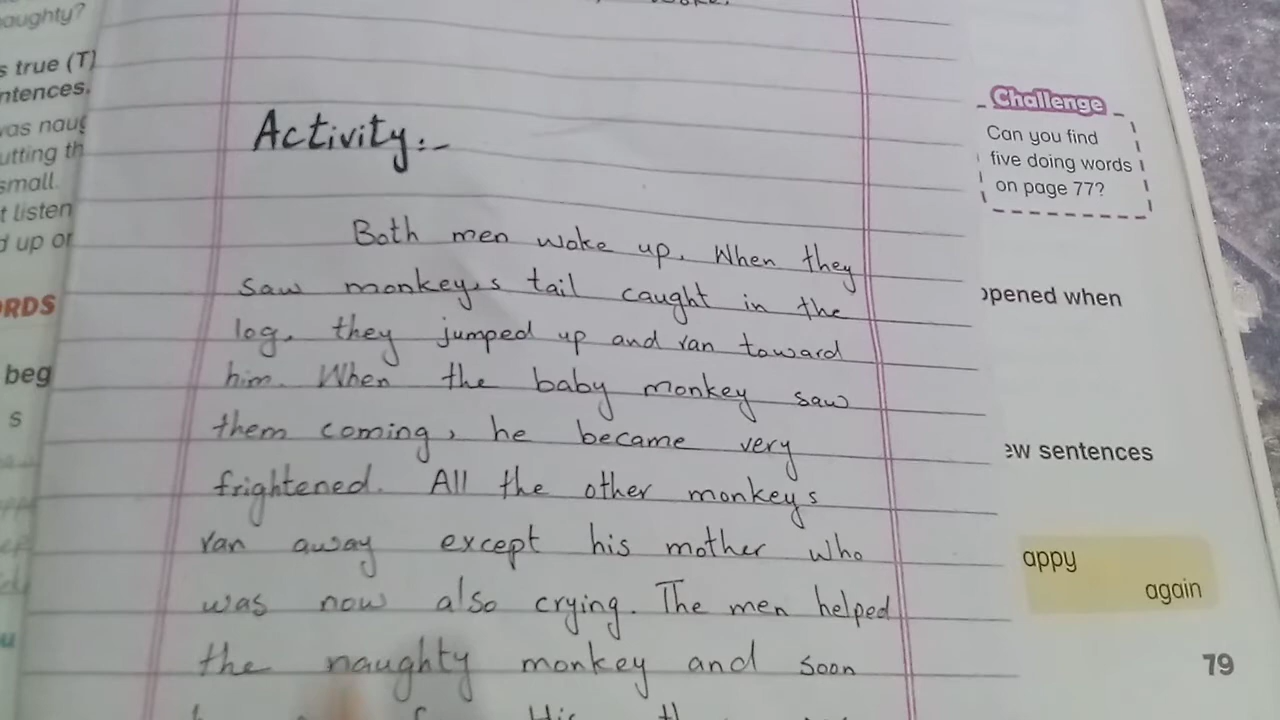 aughty?
s true (T)
ntences.
was naug
utting th
small.
t listen
d up or
RDS
beg
s
u
Activity:-
Both men woke up. When they
saw monkey,s tail caught in the
log, they jumped up and ran toward
him. When the baby monkey saw
them coming, he became very
frightened. All the other monkeys
ran away except his mother who
was now also crying. The men helped
the naughty monkey and soon
Challenge
Can you find
five doing words
on page 77?
opened when
ew sentences
appy
again
79